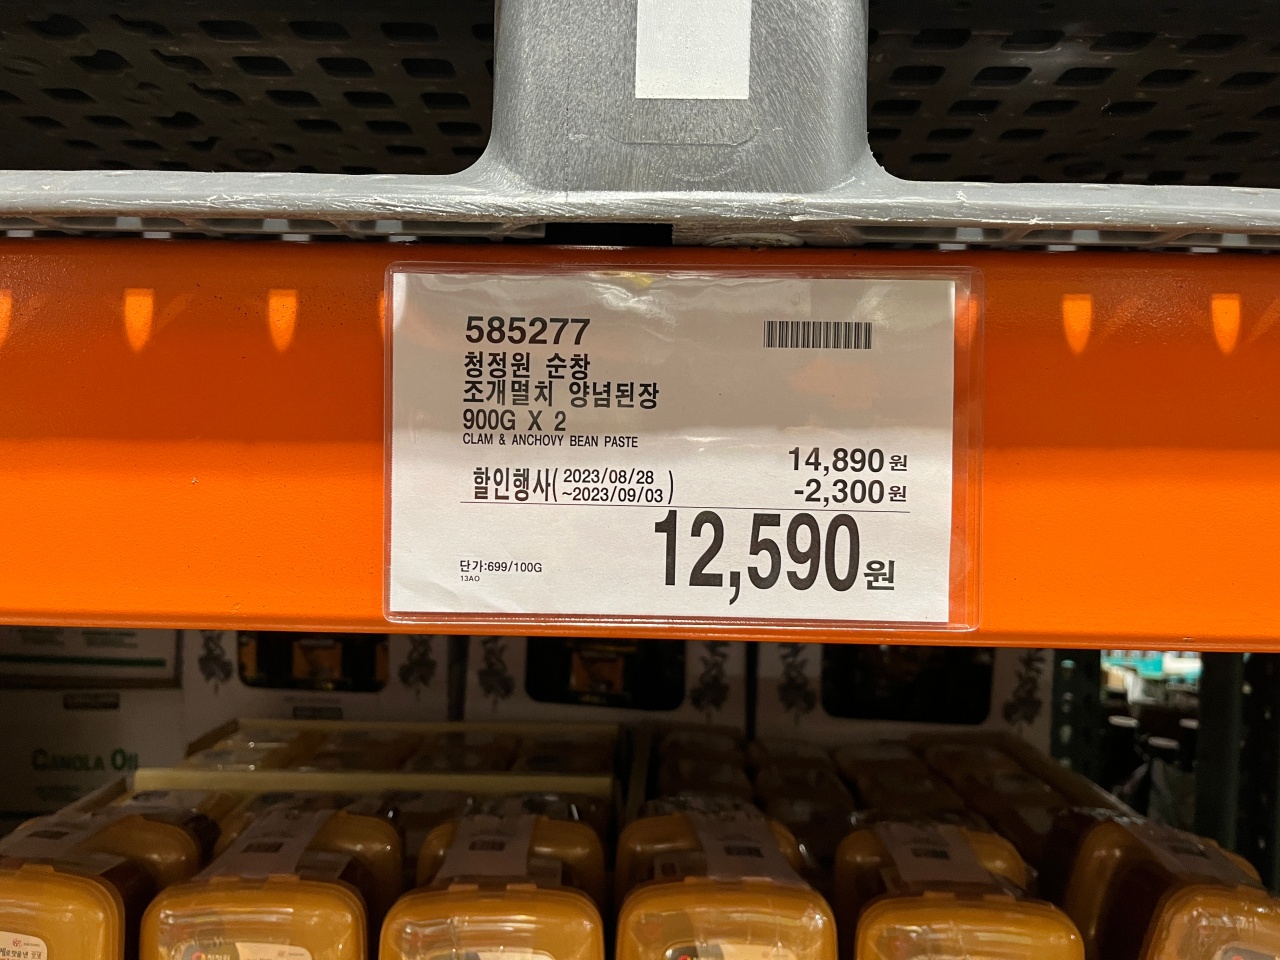 585277
청정원 순창
조개멸치 양념된장
900G X 2
CLAM & ANCHOVY BEAN PASTE
14,890원
할인행사( 2023/08/28 ~2023/09/03 )
-2,300원
12,590원
단가:699/100G
13AO
CANOLA OIL